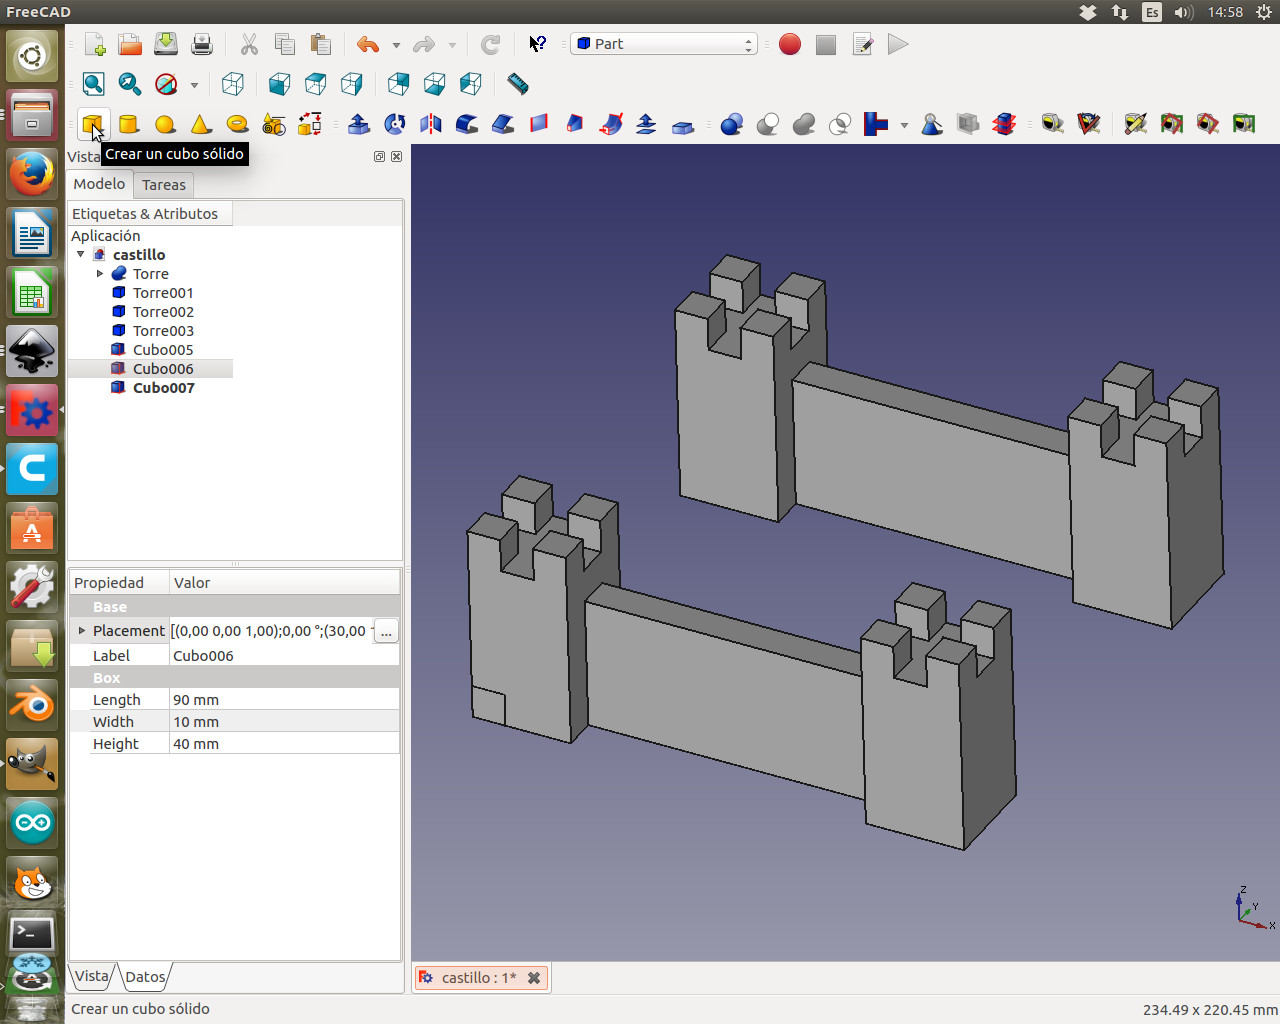 FreeCAD
Es
14:58
Part
Crear un cubo sólido
Vista
Modelo
Tareas
Etiquetas & Atributos
Aplicación
castillo
Torre
Torre001
Torre002
Torre003
Cubo005
Cubo006
Cubo007
Propiedad Valor
Base
Placement [(0,00 0,00 1,00);0,00 °;(30,00
...
Label Cubo006
Box
Length 90 mm
Width 10 mm
Height 40 mm
Z
Y
X
Vista
Datos
castillo : 1*
Crear un cubo sólido
234.49 x 220.45 mm